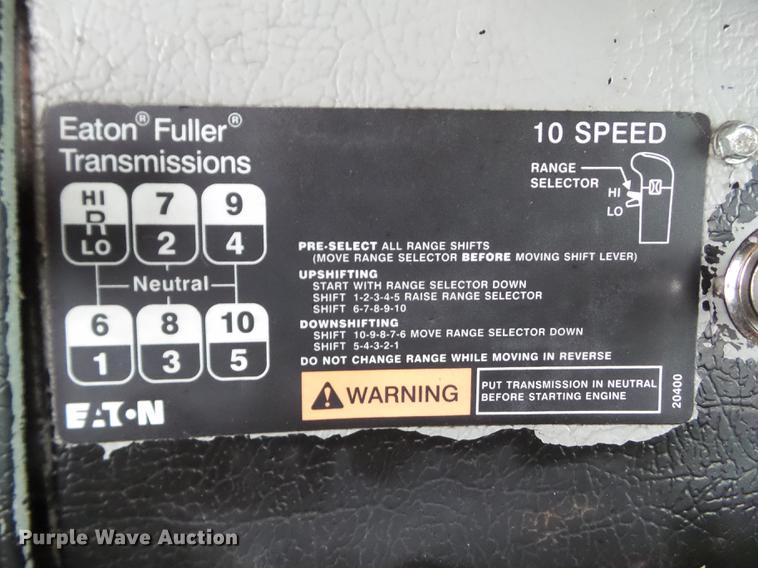 Eaton® Fuller®
Transmissions
10 SPEED
RANGE
SELECTOR
HI
LO
HI
R
LO
7
2
9
4
Neutral
6
1
8
3
10
5
PRE-SELECT ALL RANGE SHIFTS
(MOVE RANGE SELECTOR BEFORE MOVING SHIFT LEVER)
UPSHIFTING
START WITH RANGE SELECTOR DOWN
SHIFT 1-2-3-4-5 RAISE RANGE SELECTOR
SHIFT 6-7-8-9-10
DOWNSHIFTING
SHIFT 10-9-8-7-6 MOVE RANGE SELECTOR DOWN
SHIFT 5-4-3-2-1
DO NOT CHANGE RANGE WHILE MOVING IN REVERSE
WARNING
PUT TRANSMISSION IN NEUTRAL
BEFORE STARTING ENGINE
20400
EATON
Purple Wave Auction